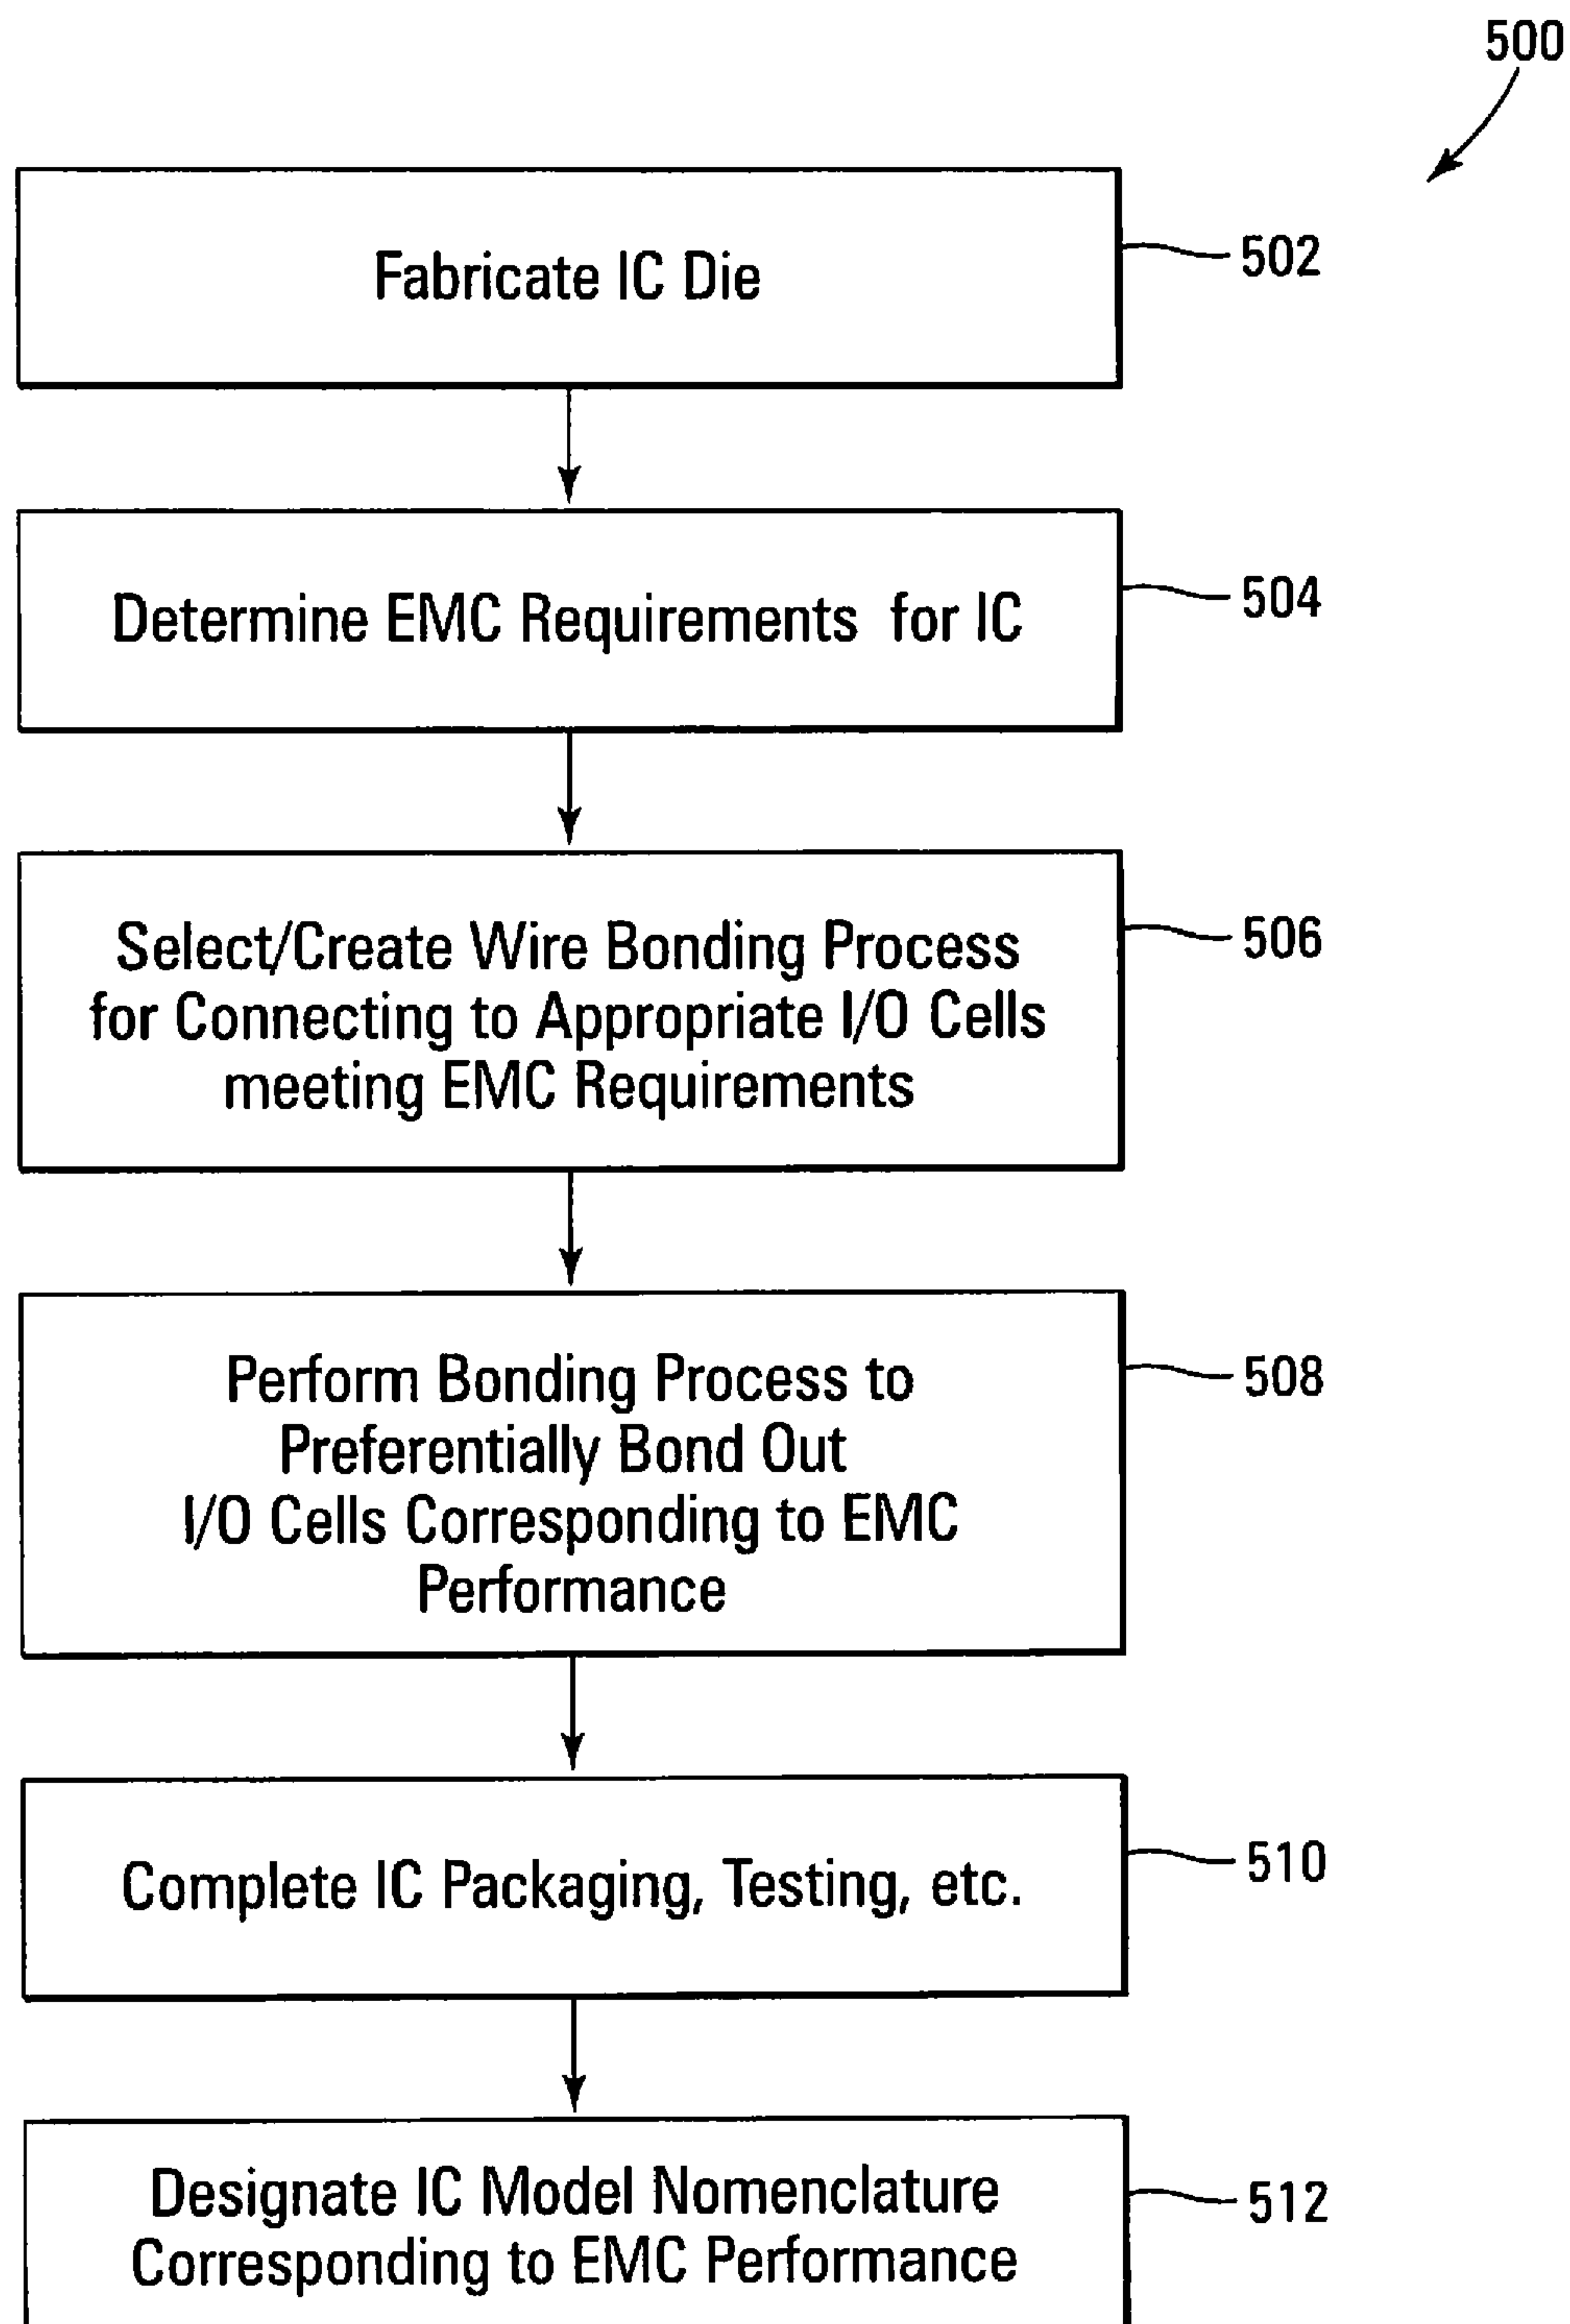 500
Fabricate IC Die
502
Determine EMC Requirements for IC
504
Select/Create Wire Bonding Process
for Connecting to Appropriate I/O Cells
meeting EMC Requirements
506
Perform Bonding Process to
Preferentially Bond Out
I/O Cells Corresponding to EMC
Performance
508
Complete IC Packaging, Testing, etc.
510
Designate IC Model Nomenclature
Corresponding to EMC Performance
512